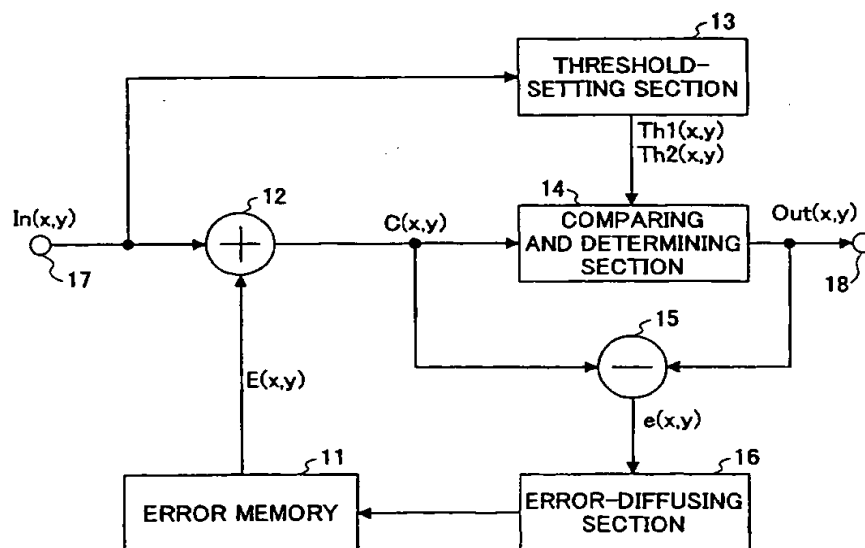 13
THRESHOLD-
SETTING SECTION
Th1(x,y)
Th2(x,y)
In(x,y)
17
12
C(x,y)
14
COMPARING
AND DETERMINING
SECTION
Out(x,y)
18
15
E(x,y)
e(x,y)
11
ERROR MEMORY
16
ERROR-DIFFUSING
SECTION